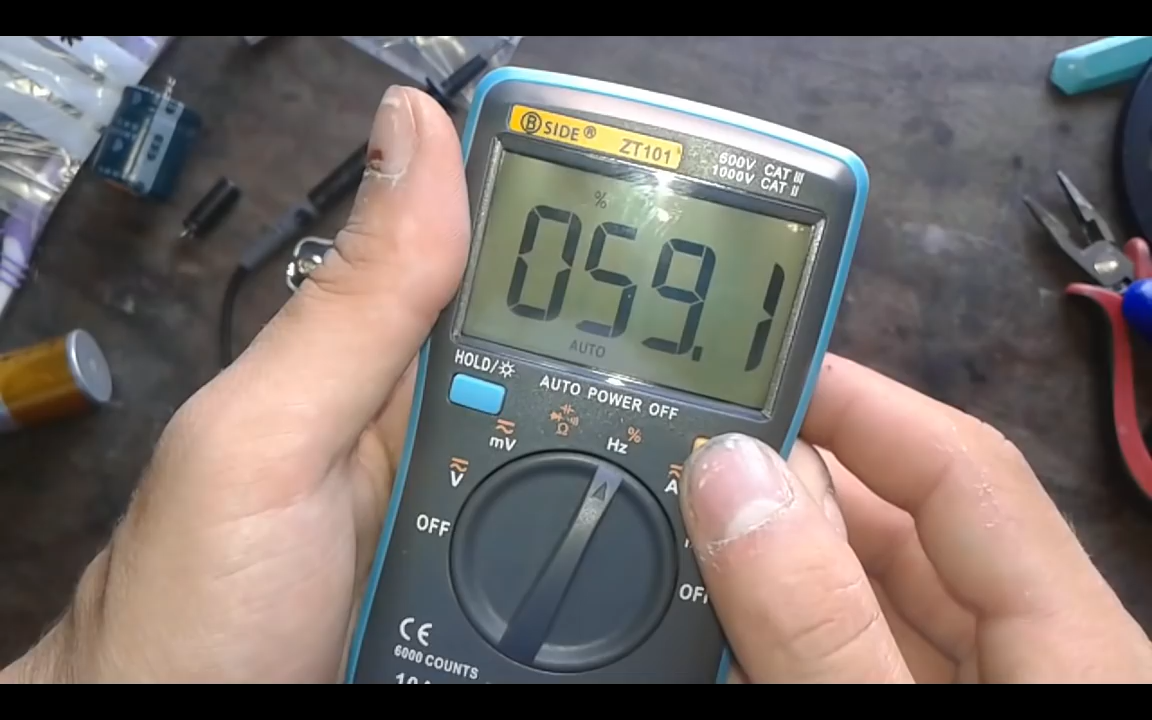 B SIDE® ZT101
600V CAT III
1000V CAT II
%
059.1
AUTO
HOLD/
AUTO POWER OFF
mV
Ω
Hz %
V
A
OFF
OFF
CE
6000 COUNTS